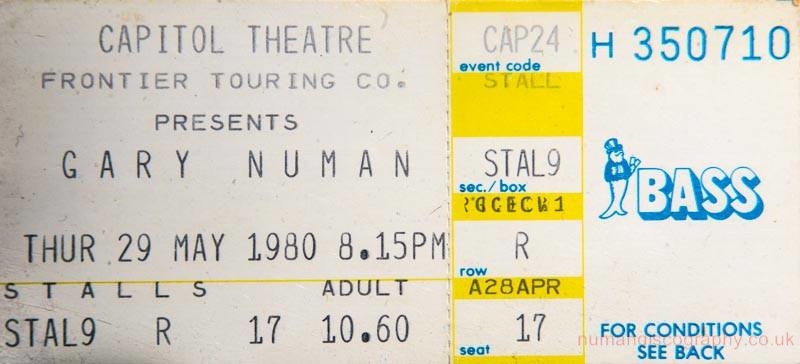 CAPITOL THEATRE
FRONTIER TOURING CO.
PRESENTS
GARY NUMAN
THUR 29 MAY 1980 8.15PM
STALLS ADULT
STAL9 R 17 10.60
CAP24
event code
STALL
STAL9
sec./box
R
row
A28APR
17
seat
H 350710
BASS
FOR CONDITIONS
SEE BACK
numandiscography.co.uk